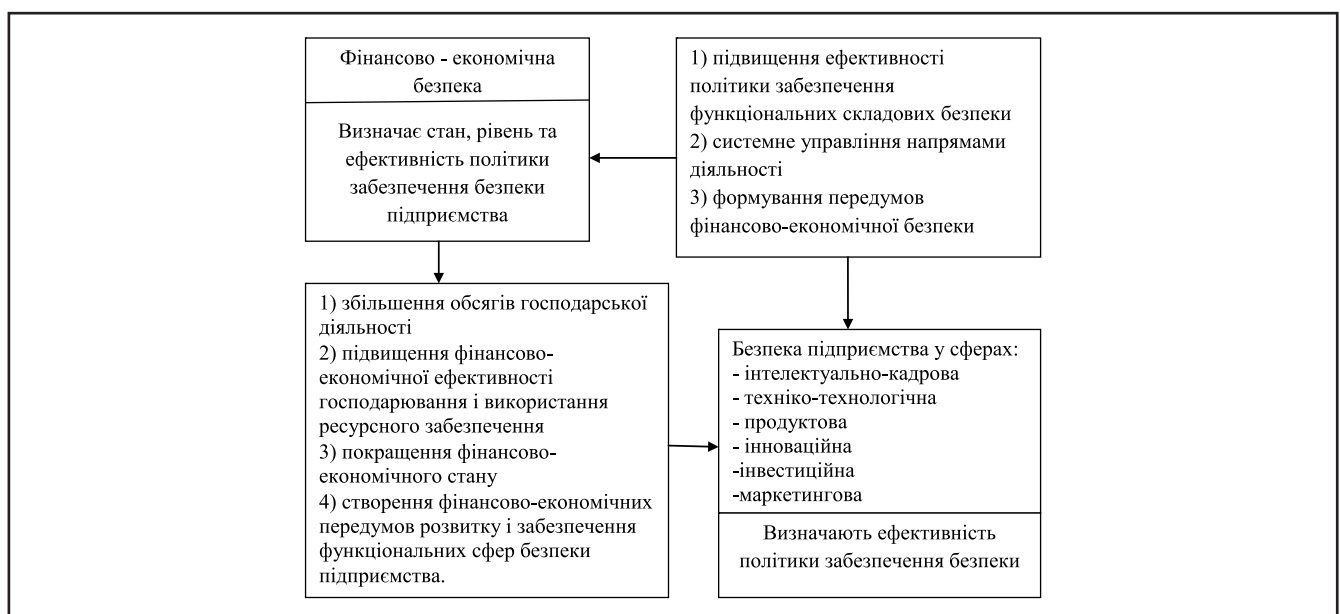 Фінансово - економічна
безпека
Визначає стан, рівень та
ефективність політики
забезпечення безпеки
підприємства
1) підвищення ефективності
політики забезпечення
функціональних складових безпеки
2) системне управління напрямами
діяльності
3) формування передумов
фінансово-економічної безпеки
1) збільшення обсягів господарської
діяльності
2) підвищення фінансово-
економічної ефективності
господарювання і використання
ресурсного забезпечення
3) покращення фінансово-
економічного стану
4) створення фінансово-економічних
передумов розвитку і забезпечення
функціональних сфер безпеки
підприємства.
Безпека підприємства у сферах:
- інтелектуально-кадрова
- техніко-технологічна
- продуктова
- інноваційна
-інвестиційна
-маркетингова
Визначають ефективність
політики забезпечення безпеки